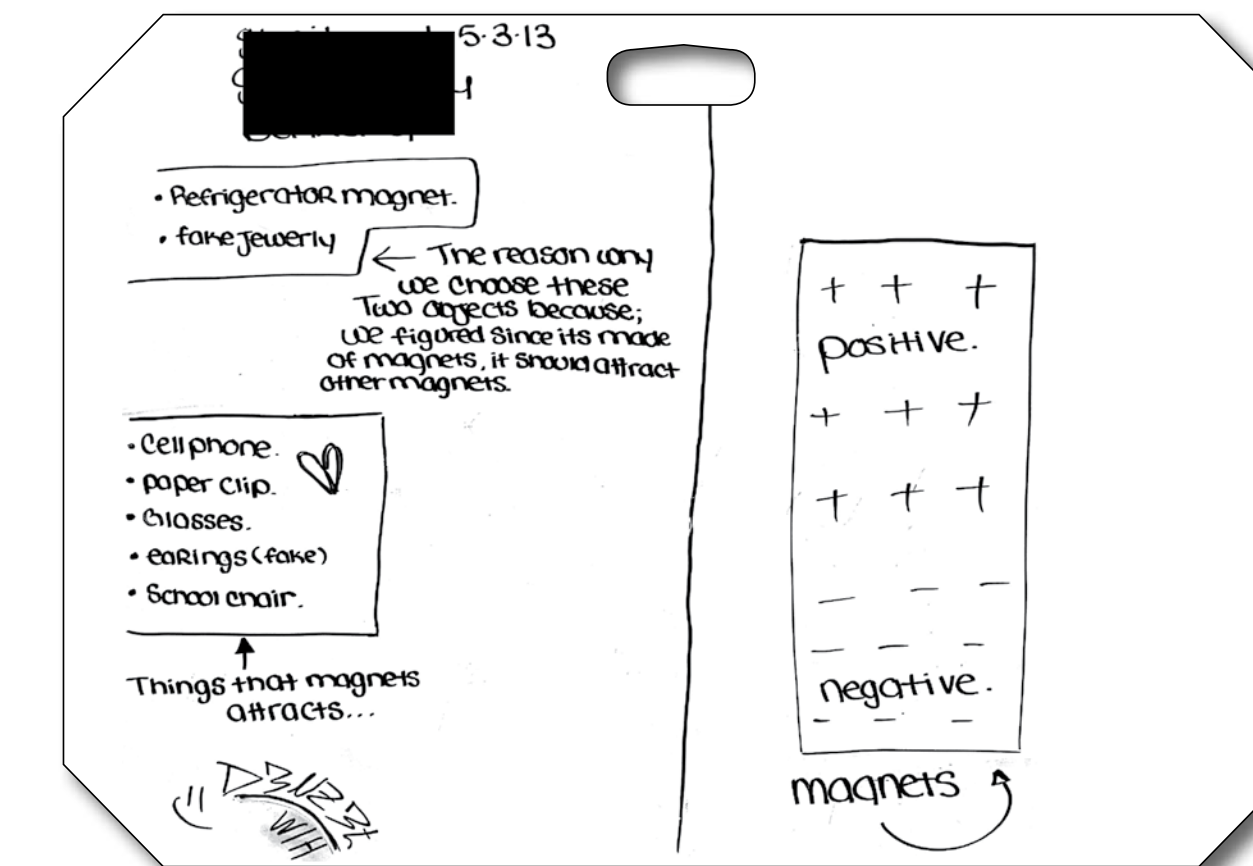 5.3.13
• Refrigerator magnet.
• fake jewerly
← The reason why
we choose these
Two objects because;
we figured since its made
of magnets, it should attract
other magnets.
• Cellphone.
• paper clip.
• Glasses.
• earings (fake)
• School chair.
Things that magnets
attracts...
+ + +
positive.
+ + +
+ + +
− − −
− − −
negative.
− − −
magnets